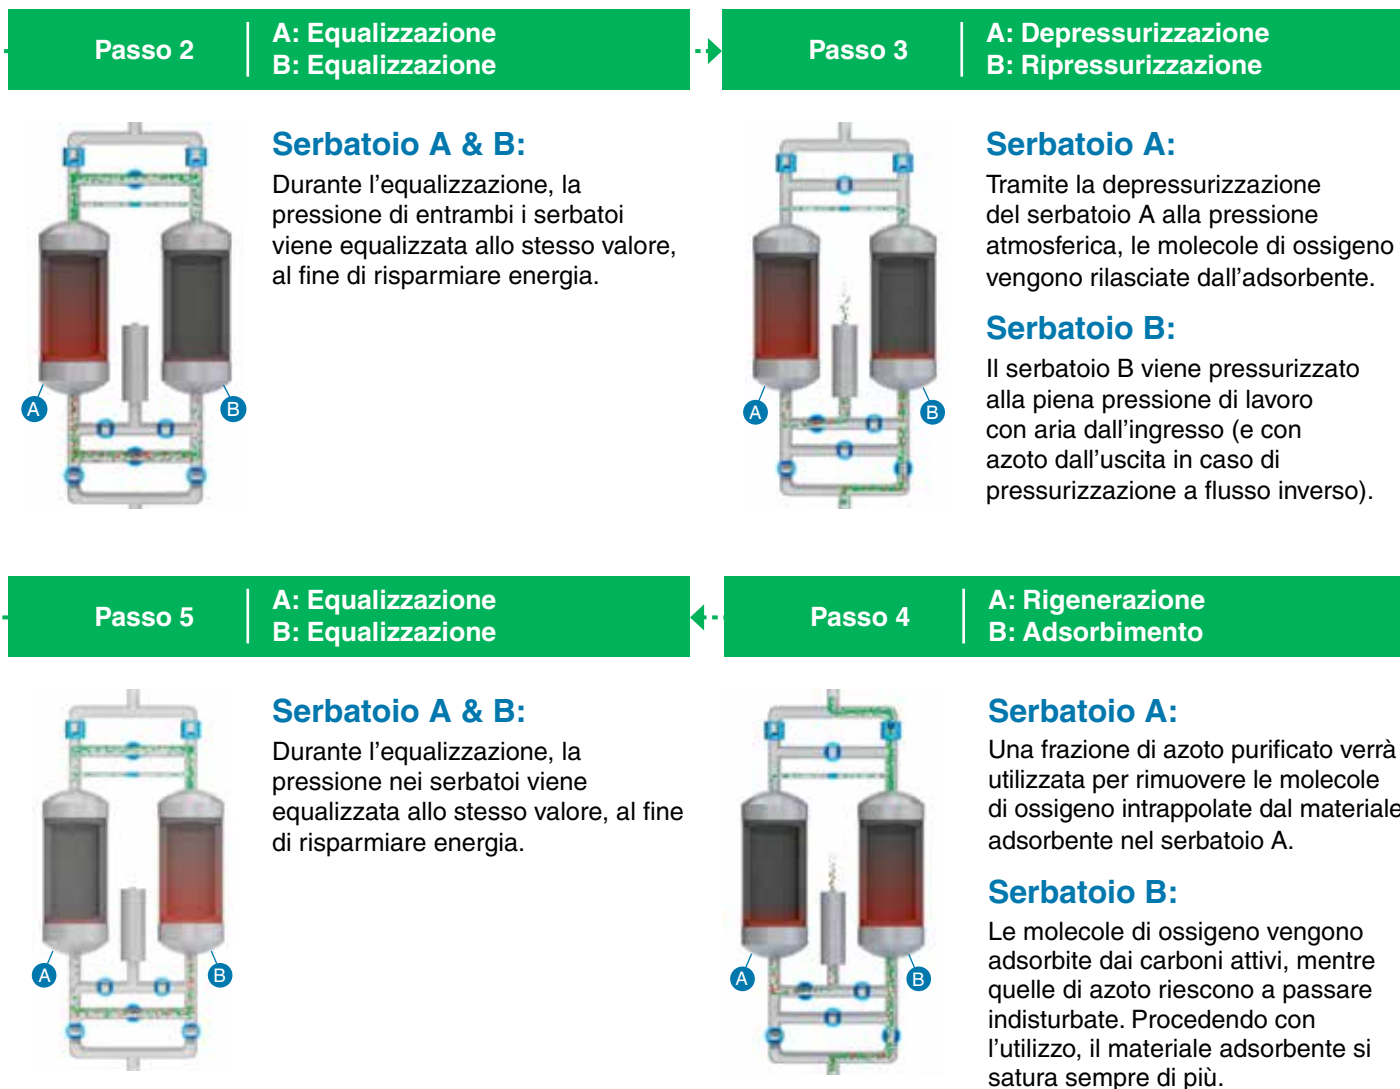 Passo 2
A: Equalizzazione
B: Equalizzazione
Serbatoio A & B:
Durante l’equalizzazione, la
pressione di entrambi i serbatoi
viene equalizzata allo stesso valore,
al fine di risparmiare energia.
A
B
Passo 3
A: Depressurizzazione
B: Ripressurizzazione
Serbatoio A:
Tramite la depressurizzazione
del serbatoio A alla pressione
atmosferica, le molecole di ossigeno
vengono rilasciate dall’adsorbente.
Serbatoio B:
Il serbatoio B viene pressurizzato
alla piena pressione di lavoro
con aria dall’ingresso (e con
azoto dall’uscita in caso di
pressurizzazione a flusso inverso).
A
B
Passo 5
A: Equalizzazione
B: Equalizzazione
Serbatoio A & B:
Durante l’equalizzazione, la
pressione nei serbatoi viene
equalizzata allo stesso valore, al fine
di risparmiare energia.
A
B
Passo 4
A: Rigenerazione
B: Adsorbimento
Serbatoio A:
Una frazione di azoto purificato verrà
utilizzata per rimuovere le molecole
di ossigeno intrappolate dal materiale
adsorbente nel serbatoio A.
Serbatoio B:
Le molecole di ossigeno vengono
adsorbite dai carboni attivi, mentre
quelle di azoto riescono a passare
indisturbate. Procedendo con
l’utilizzo, il materiale adsorbente si
satura sempre di più.
A
B